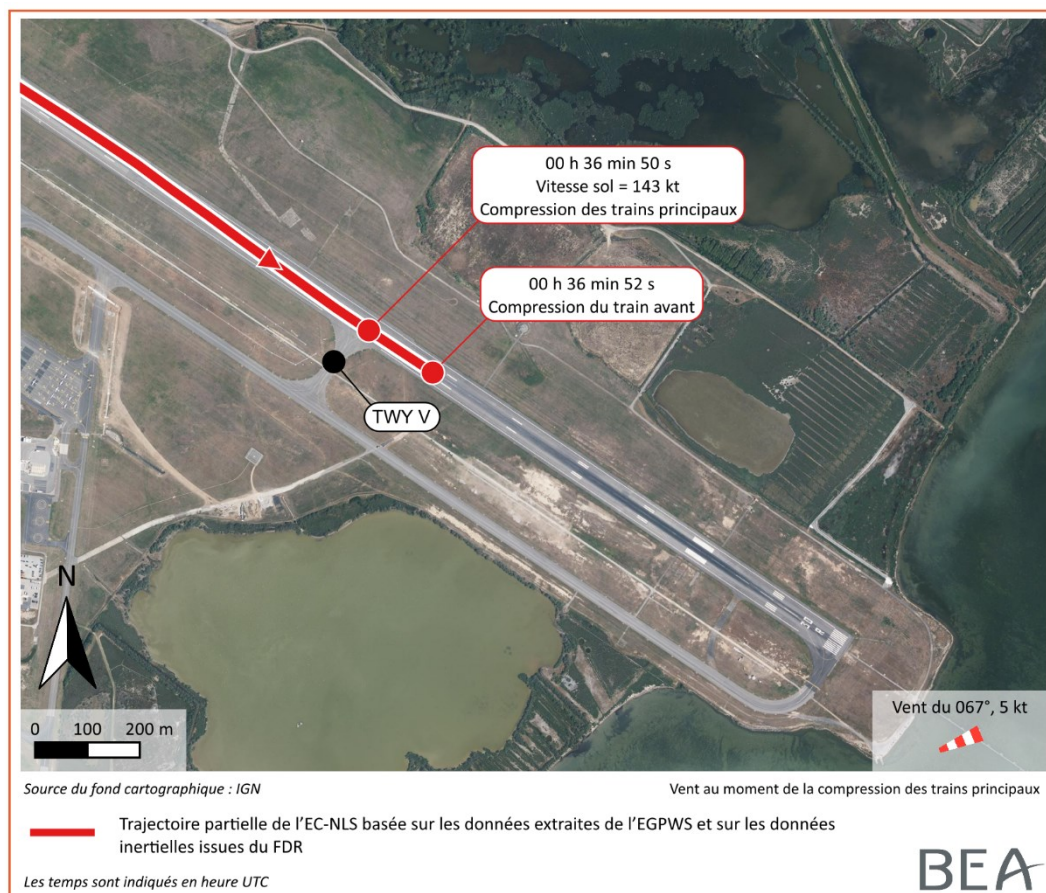 00 h 36 min 50 s
Vitesse sol = 143 kt
Compression des trains principaux
00 h 36 min 52 s
Compression du train avant
TWY V
N
0 100 200 m
Vent du 067°, 5 kt
Source du fond cartographique : IGN
Vent au moment de la compression des trains principaux
Trajectoire partielle de l’EC-NLS basée sur les données extraites de l’EGPWS et sur les données
inertielles issues du FDR
Les temps sont indiqués en heure UTC
BEA